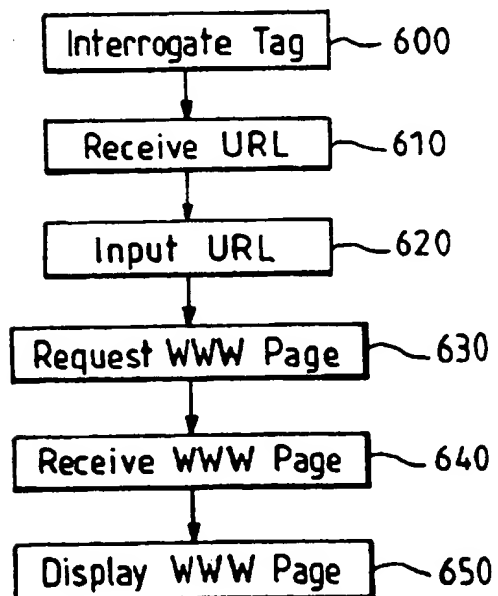 Interrogate Tag 600
Receive URL 610
Input URL 620
Request WWW Page 630
Receive WWW Page 640
Display WWW Page 650